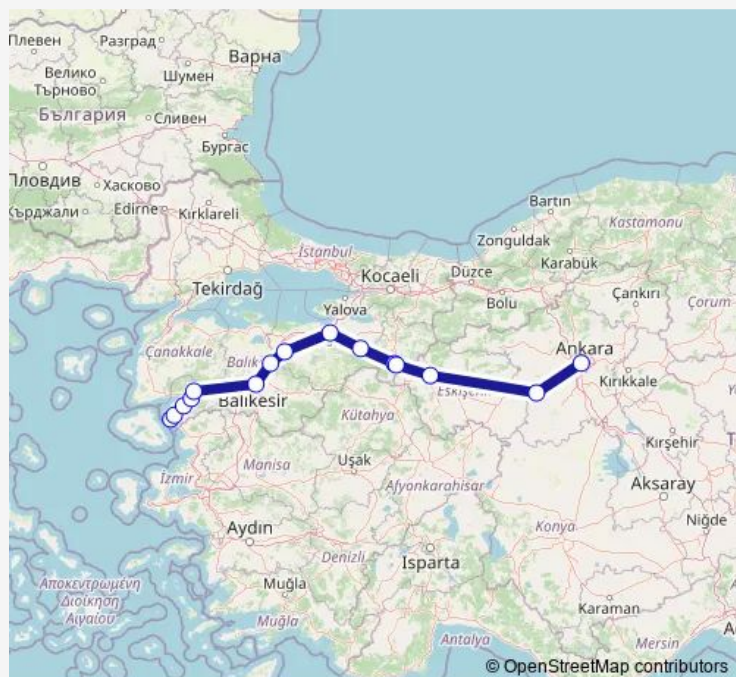 Плевен
Разград
Варна
Шумен
Велико
Търново
България
Сливен
Бургас
Пловдив
Хасково
Кърджали
Edirne
Kırklareli
Bartın
Kastamonu
Zonguldak
Karabük
İstanbul
Tekirdağ
Kocaeli
Düzce
Bolu
Çankırı
Çorum
Yalova
Çanakkale
Balık
Ankara
Kırıkkale
Eskişehir
Balıkesir
Kütahya
Kırşehir
Manisa
Uşak
İzmir
Afyonkarahisar
Aksaray
Niğde
Aydın
Konya
Denizli
Isparta
Αποκεντρωμένη
Διοίκηση
Αιγαίου
Muğla
Muğla
Karaman
Antalya
Mersin
© OpenStreetMap contributors